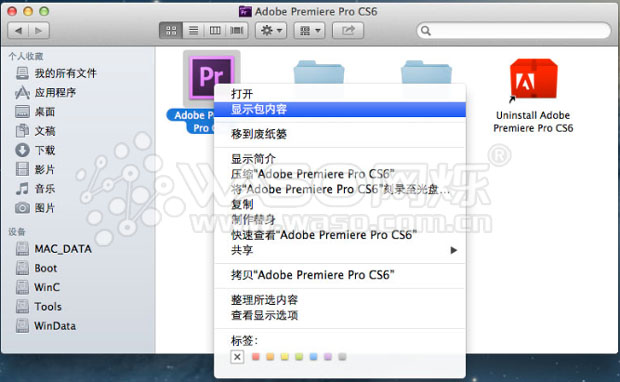 Adobe Premiere Pro CS6
个人收藏
我的所有文件
应用程序
桌面
文稿
下载
影片
音乐
图片
设备
MAC_DATA
Boot
WinC
Tools
WinData
Pr
Adobe P
Pro C
Uninstall Adobe
Premiere Pro CS6
打开
显示包内容
移到废纸篓
显示简介
压缩"Adobe Premiere Pro CS6"
将"Adobe Premiere Pro CS6"刻录至光盘...
复制
制作替身
快速查看"Adobe Premiere Pro CS6"
共享
拷贝"Adobe Premiere Pro CS6"
整理所选内容
查看显示选项
标签:
WASO网烁®
www.waso.com.cn